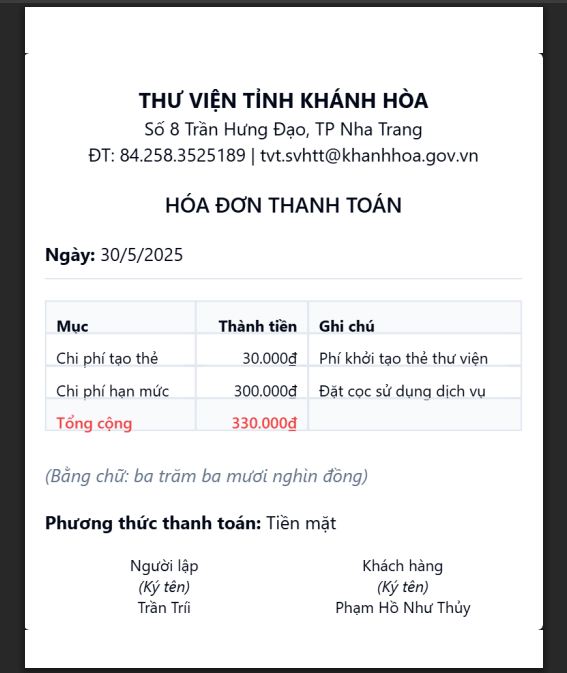 THƯ VIỆN TỈNH KHÁNH HÒA
Số 8 Trần Hưng Đạo, TP Nha Trang
ĐT: 84.258.3525189 | tvt.svhtt@khanhhoa.gov.vn
HÓA ĐƠN THANH TOÁN
Ngày: 30/5/2025
Mục Thành tiền Ghi chú
Chi phí tạo thẻ 30.000₫ Phí khởi tạo thẻ thư viện
Chi phí hạn mức 300.000₫ Đặt cọc sử dụng dịch vụ
Tổng cộng 330.000₫
(Bằng chữ: ba trăm ba mươi nghìn đồng)
Phương thức thanh toán: Tiền mặt
Người lập Khách hàng
(Ký tên) (Ký tên)
Trần Tríi Phạm Hồ Như Thủy